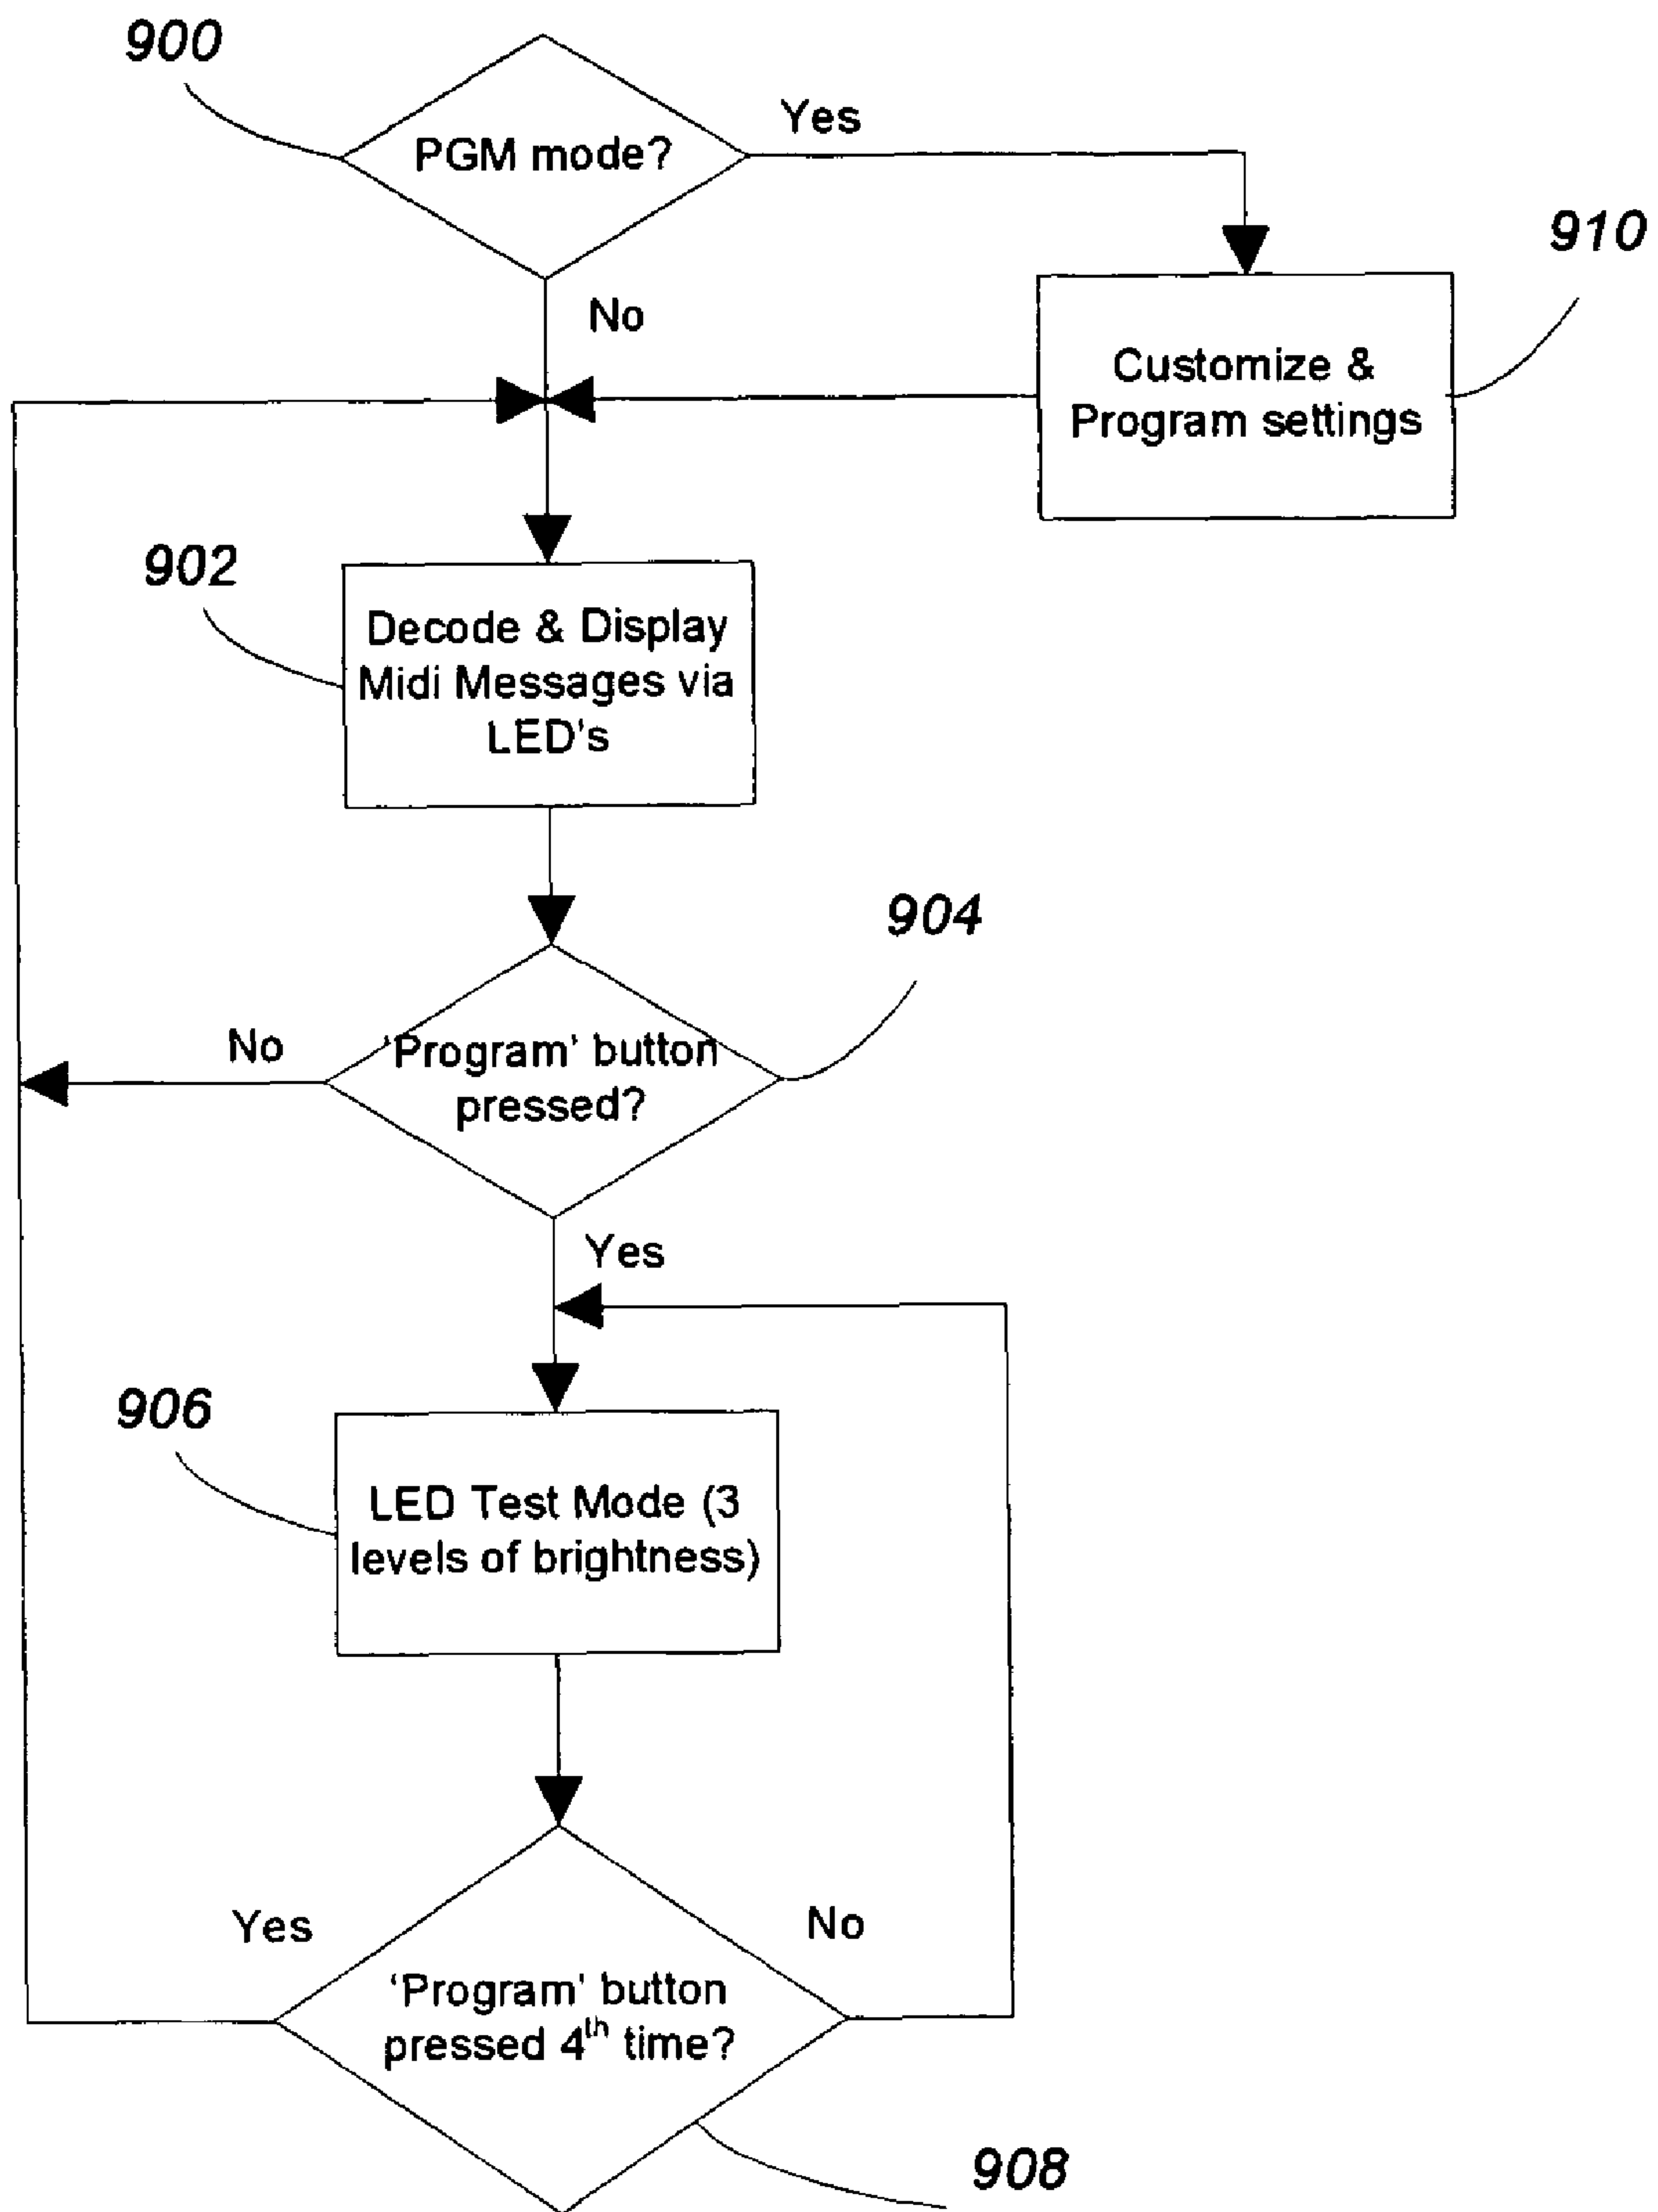 900
PGM mode?
Yes
910
No
Customize &
Program settings
902
Decode & Display
Midi Messages via
LED's
904
No
'Program' button
pressed?
Yes
906
LED Test Mode (3
levels of brightness)
Yes
No
‘Program' button
pressed 4th time?
908